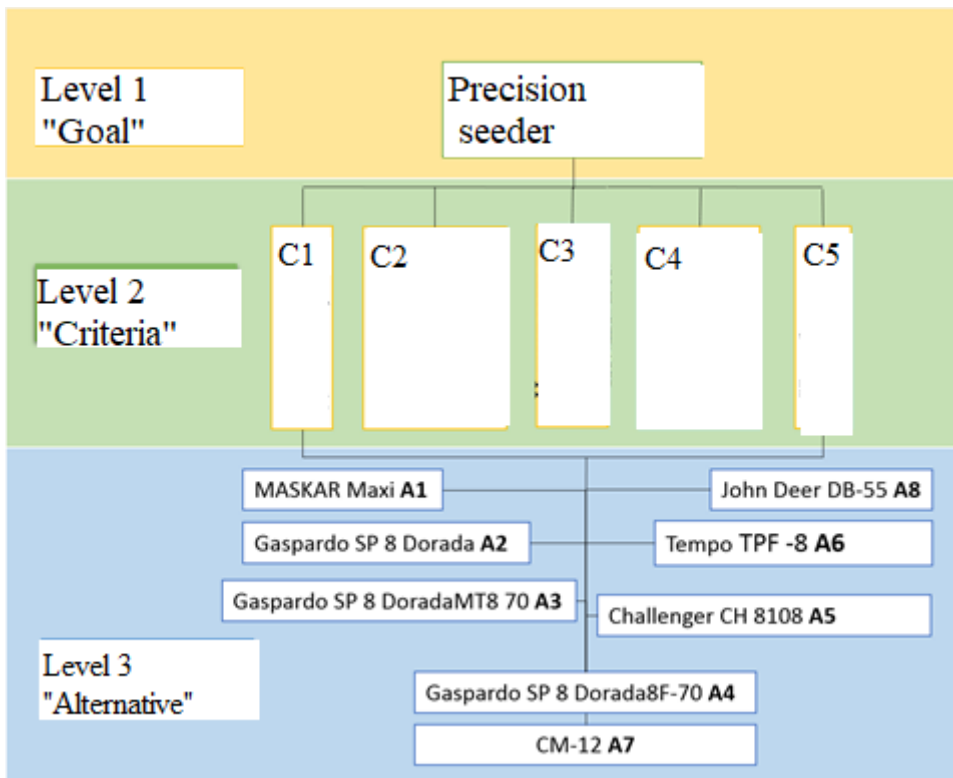 Level 1
"Goal"
Precision
seeder
Level 2
"Criteria"
C1
C2
C3
C4
C5
MASKAR Maxi A1
John Deer DB-55 A8
Gaspardo SP 8 Dorada A2
Tempo TPF -8 A6
Gaspardo SP 8 DoradaMT8 70 A3
Challenger CH 8108 A5
Level 3
"Alternative"
Gaspardo SP 8 Dorada8F-70 A4
CM-12 A7